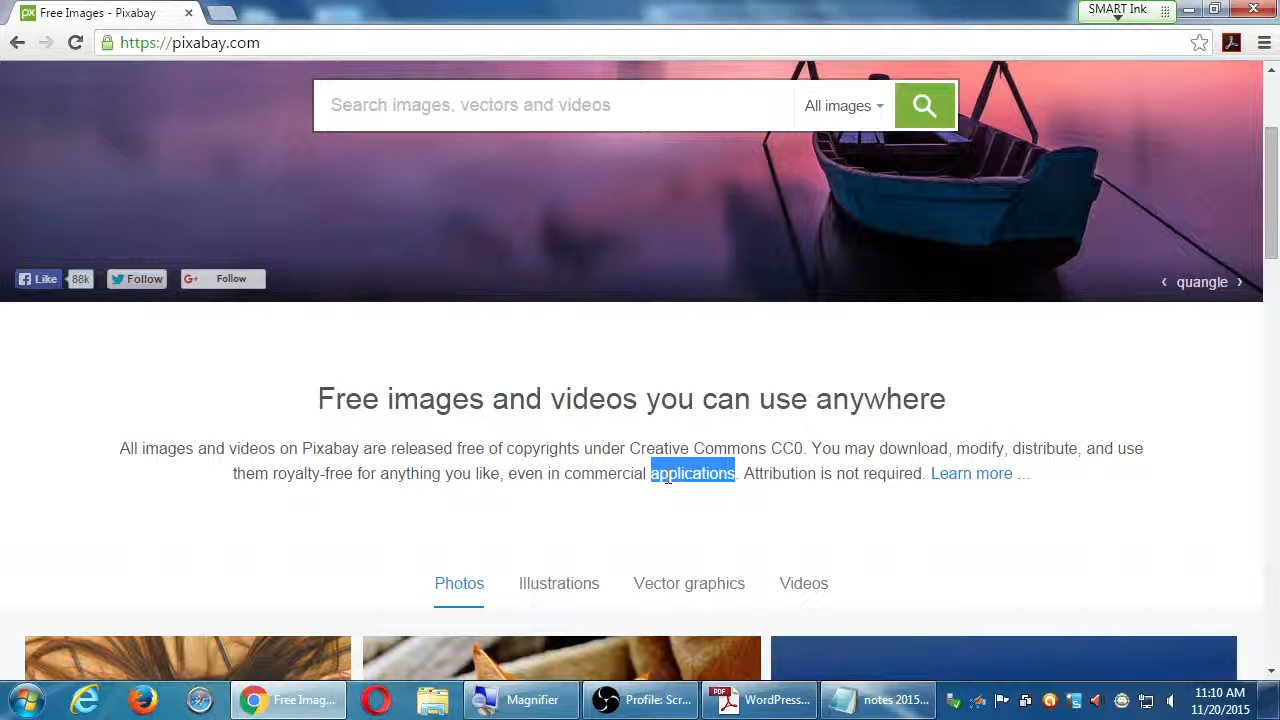 Free Images - Pixabay
SMART Ink
https://pixabay.com
Search images, vectors and videos
All images
Like
88k
Follow
G+ Follow
‹ quangle ›
Free images and videos you can use anywhere
All images and videos on Pixabay are released free of copyrights under Creative Commons CC0. You may download, modify, distribute, and use
them royalty-free for anything you like, even in commercial applications. Attribution is not required. Learn more ...
Photos
Illustrations
Vector graphics
Videos
Free Imag...
Magnifier
Profile: Scr...
WordPress...
notes 2015...
11:10 AM
11/20/2015